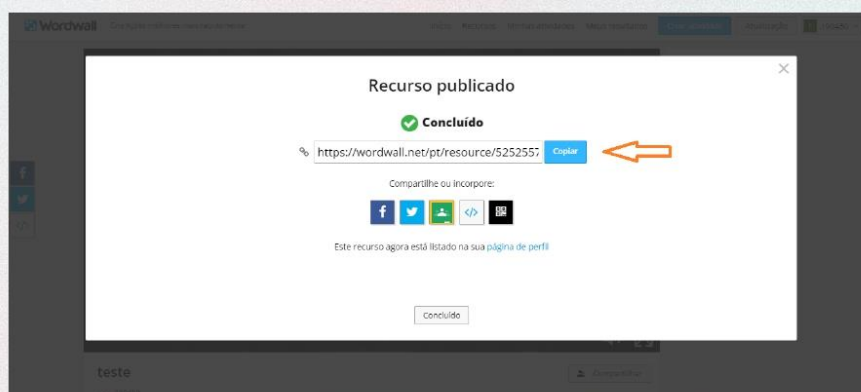 Wordwall
Recurso publicado
Concluído
https://wordwall.net/pt/resource/5252557
Copiar
Compartilhe ou incorpore:
Este recurso agora está listado na sua página de perfil
Concluído
teste
Compartilhar